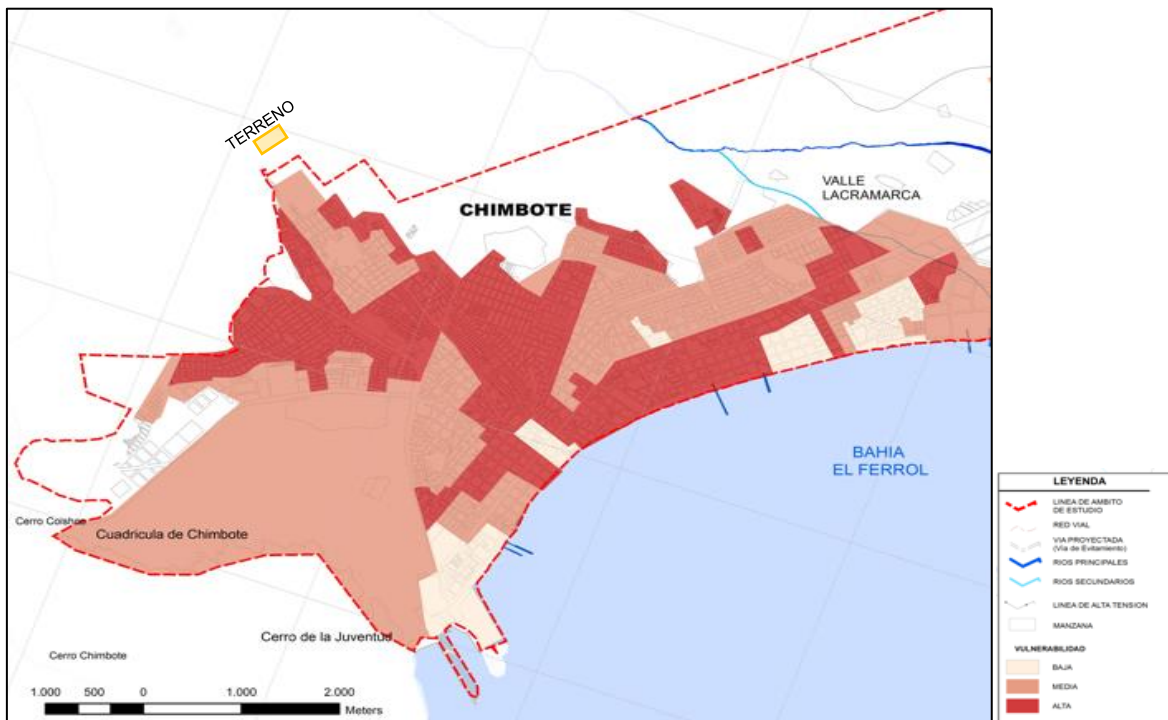 TERRENO
CHIMBOTE
VALLE
LACRAMARCA
BAHIA
EL FERROL
Cerro Coishco
Cuadricula de Chimbote
Cerro de la Juventud
Cerro Chimbote
1.000 500 0 1.000 2.000
Meters
LEYENDA
LINEA DE AMBITO
DE ESTUDIO
RED VIAL
VIA PROYECTADA
(Via de Evitamiento)
RIOS PRINCIPALES
RIOS SECUNDARIOS
LINEA DE ALTA TENSION
MANZANA
VULNERABILIDAD
BAJA
MEDIA
ALTA